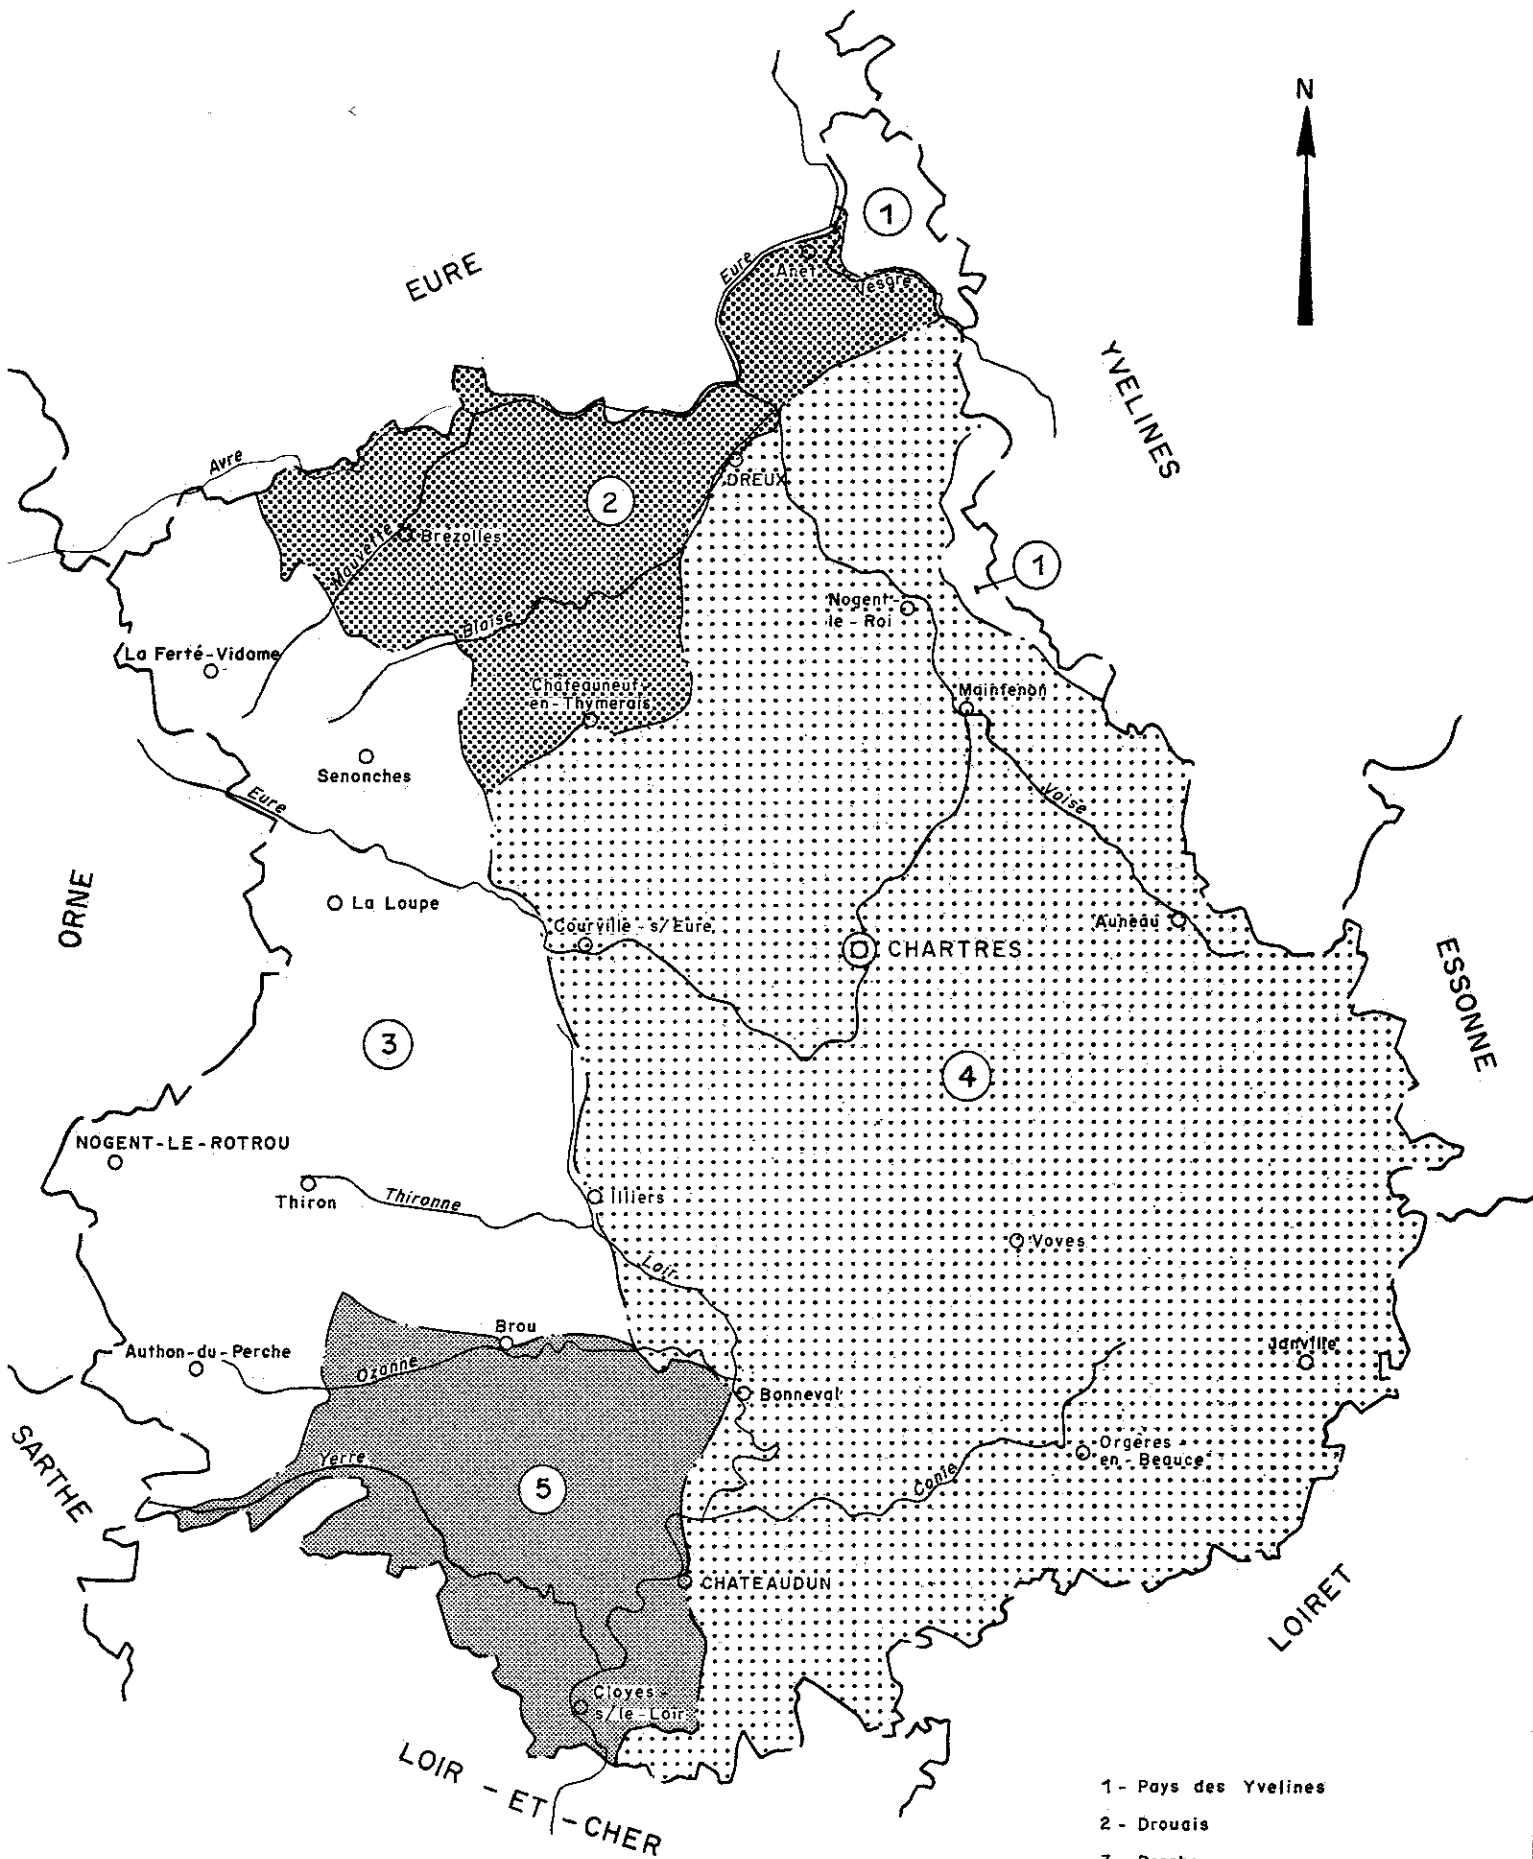 N
1
EURE
Eure
Anet
Vesgre
YVELINES
Avre
DREUX
2
Brezolles
Mauvette
1
Nogent-
le-Roi
Blaise
La Ferté-Vidame
Chateauneuf-
en-Thymerais
Maintenon
Senonches
Eure
Voise
ORNE
La Loupe
Courville-s/Eure
CHARTRES
Auneau
ESSONNE
3
4
NOGENT-LE-ROTROU
Thiron
Thironne
Illiers
Voves
Loir
Brou
Authon-du-Perche
Ozanne
Janville
Bonneval
SARTHE
Yerre
5
Orgères
en-Beauce
Conie
CHATEAUDUN
LOIRET
Cloyes-
s/le-Loir
LOIR-ET-CHER
1- Pays des Yvelines
2- Drouais